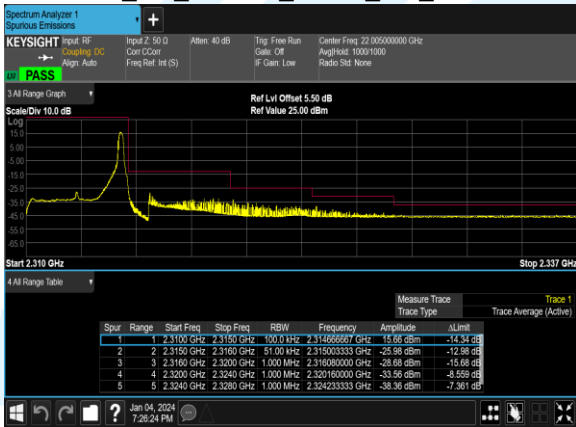 Spectrum Analyzer 1
Spurious Emissions
+
KEYSIGHT Input: RF Input Z: 50 Ω Atten: 40 dB Trig: Free Run Center Freq: 22.005000000 GHz
Coupling: DC Corr CCorr Gate: Off Avg|Hold: 1000/1000
Align: Auto Freq Ref: Int (S) IF Gain: Low Radio Std: None
PASS
3 All Range Graph
Ref Lvl Offset 5.50 dB
Scale/Div 10.0 dB Ref Value 25.00 dBm
Log
15.0
5.00
-5.00
-15.0
-25.0
-35.0
-45.0
-55.0
-65.0
Start 2.310 GHz Stop 2.337 GHz
4 All Range Table
Measure Trace Trace 1
Trace Type Trace Average (Active)
Spur Range Start Freq Stop Freq RBW Frequency Amplitude ΔLimit
1 1 2.3100 GHz 2.3150 GHz 100.0 kHz 2.314666667 GHz 15.66 dBm -14.34 dB
2 2 2.3150 GHz 2.3160 GHz 51.00 kHz 2.315003333 GHz -25.98 dBm -12.98 dB
3 3 2.3160 GHz 2.3200 GHz 1.000 MHz 2.316080000 GHz -28.68 dBm -15.68 dB
4 4 2.3200 GHz 2.3240 GHz 1.000 MHz 2.320160000 GHz -33.56 dBm -8.559 dB
5 5 2.3240 GHz 2.3280 GHz 1.000 MHz 2.324233333 GHz -38.36 dBm -7.361 dB
? Jan 04, 2024
7:26:24 PM